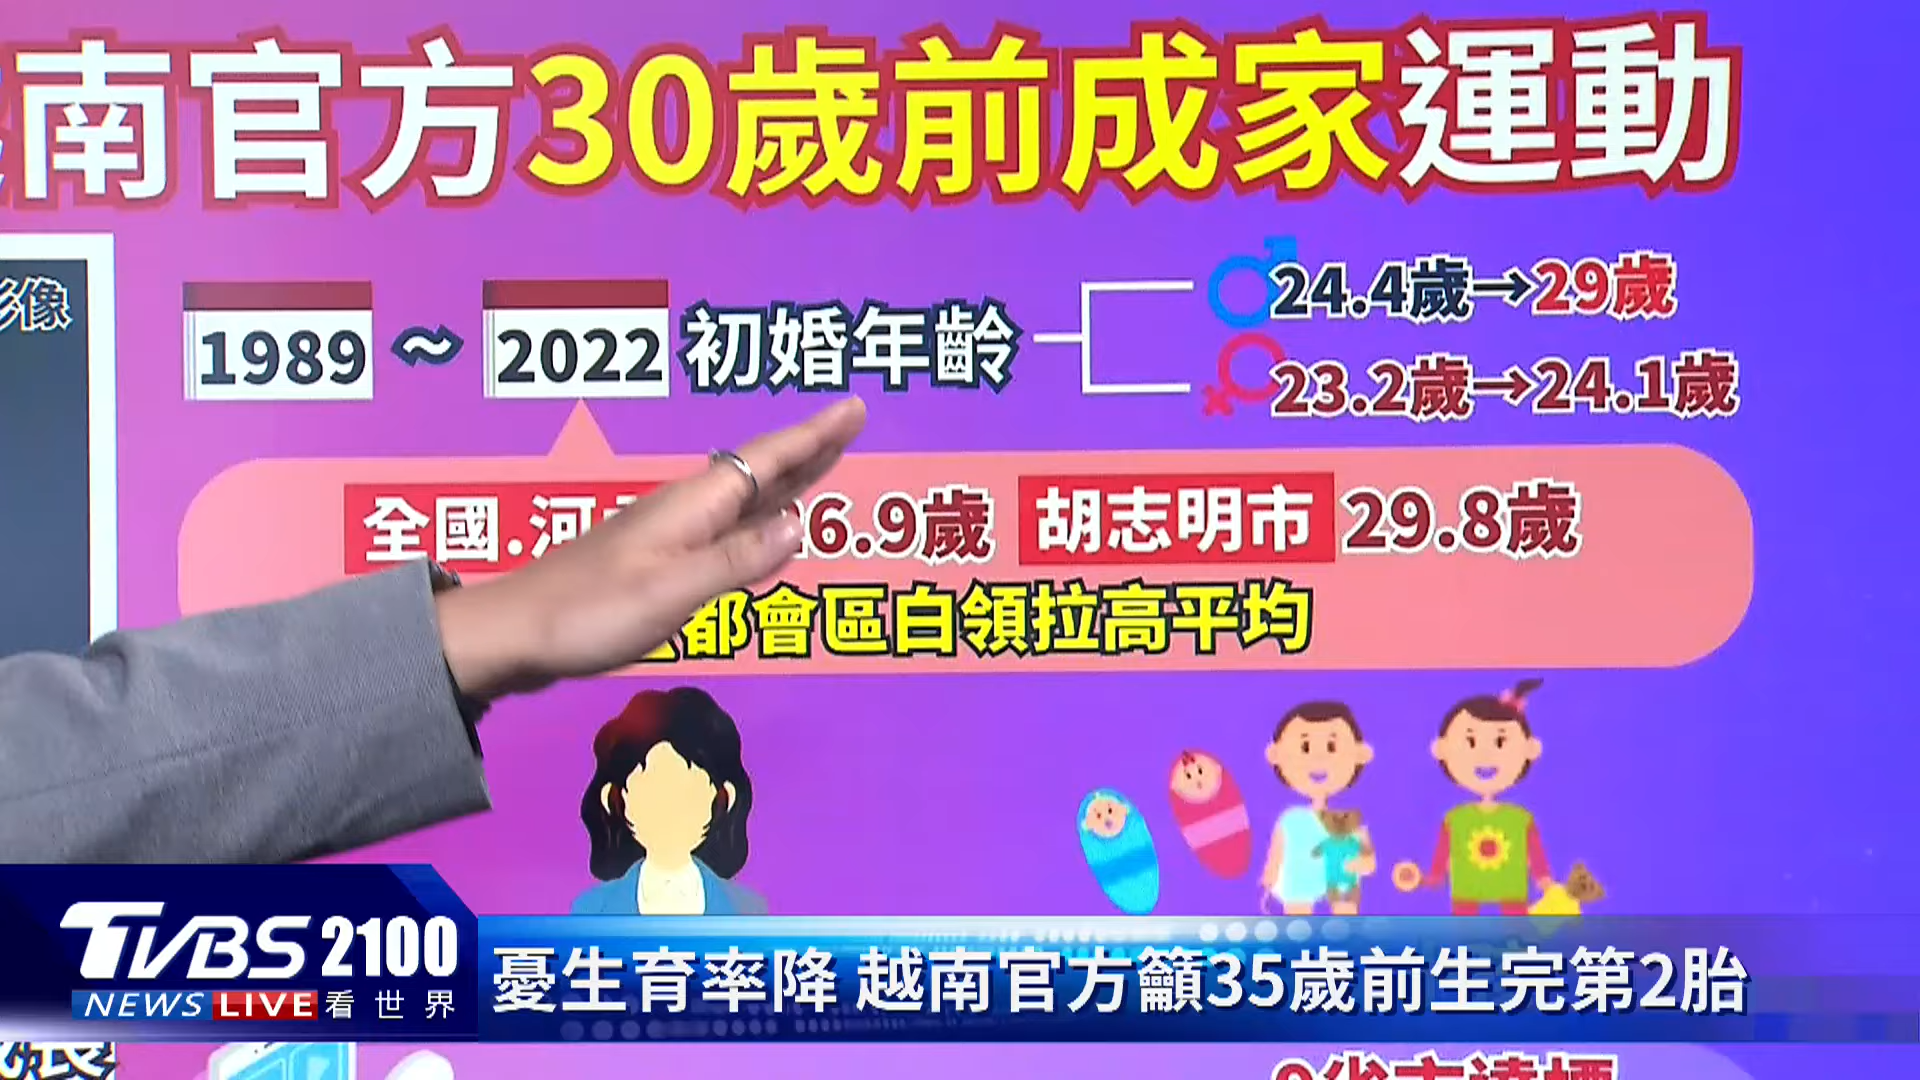 南官方30歲前成家運動
影像
1989 ~ 2022 初婚年齡
24.4歲→29歲
23.2歲→24.1歲
全國.河 26.9歲 胡志明市 29.8歲
都會區白領拉高平均
TVBS 2100
NEWS LIVE 看世界
憂生育率降 越南官方籲35歲前生完第2胎